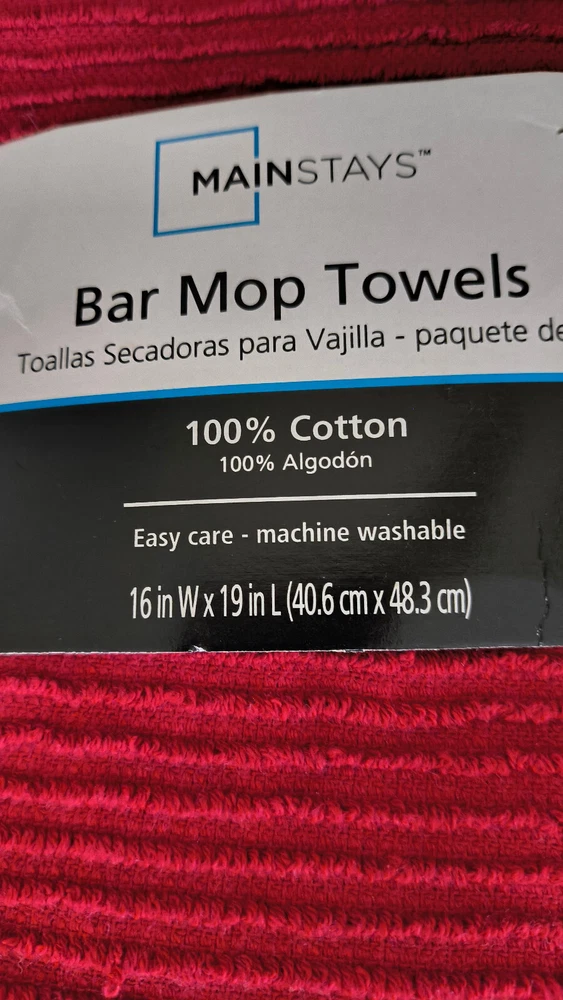 MAINSTAYS™
Bar Mop Towels
Toallas Secadoras para Vajilla - paquete de
100% Cotton
100% Algodón
Easy care - machine washable
16 in W x 19 in L (40.6 cm x 48.3 cm)